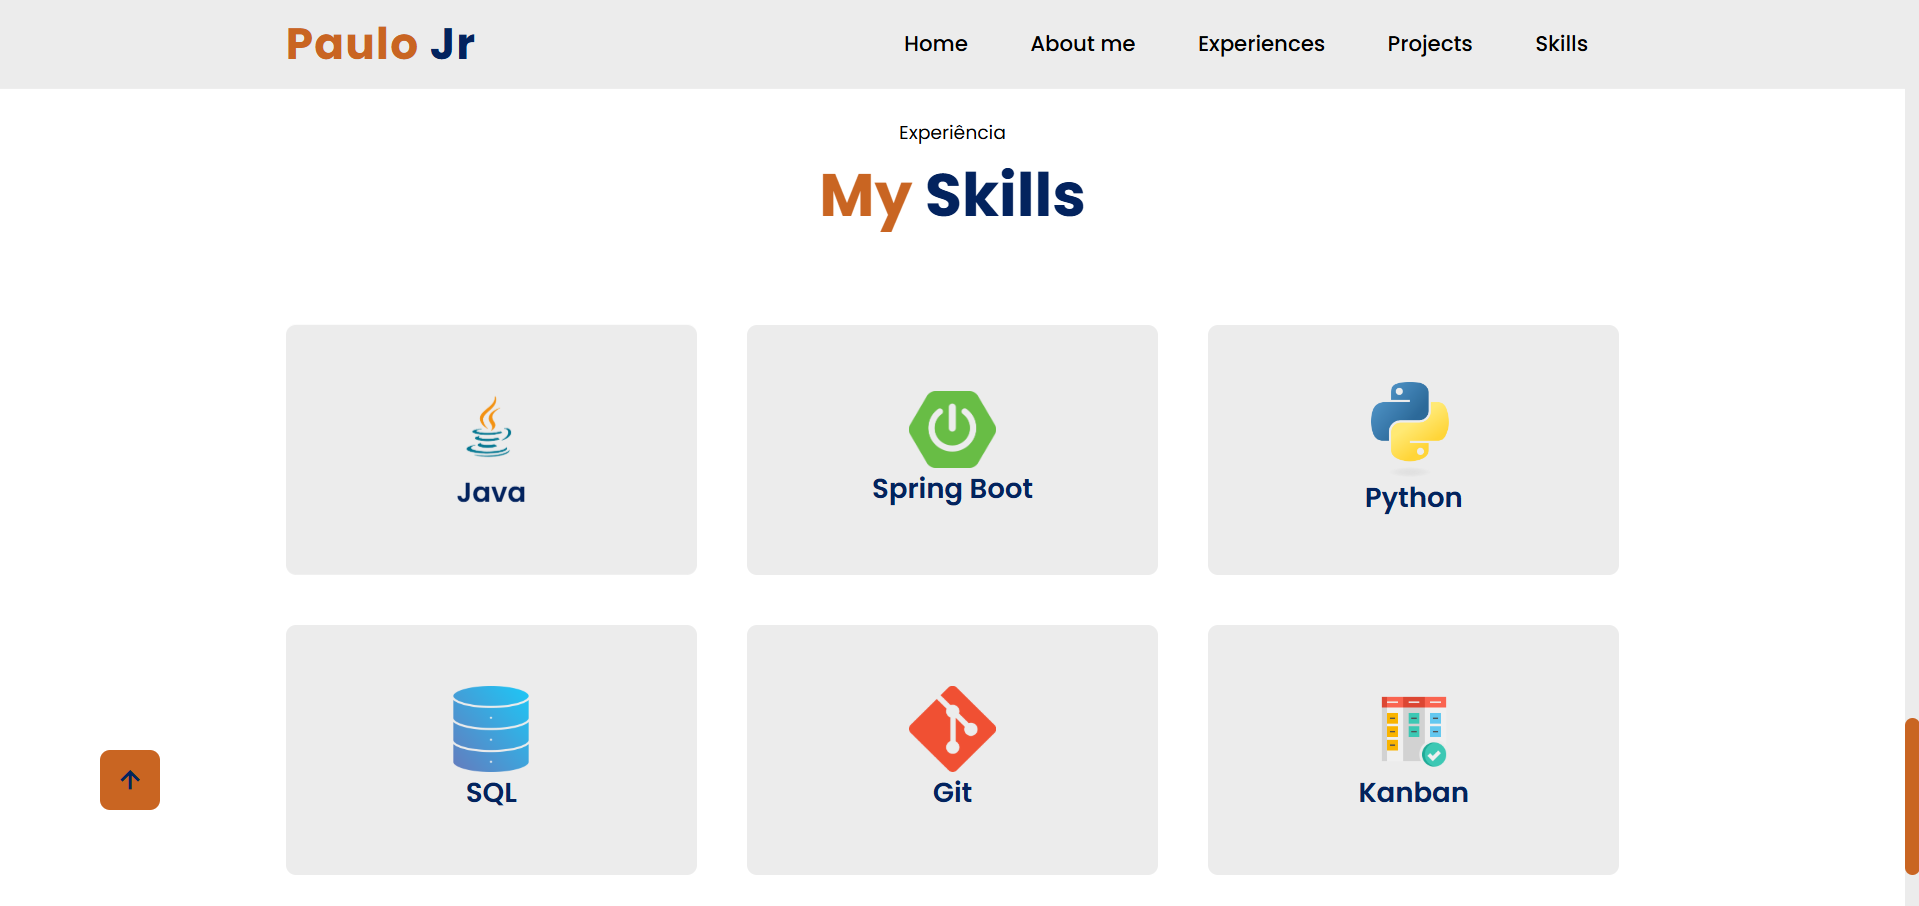 Paulo Jr
Home About me Experiences Projects Skills
Experiência
My Skills
Java
Spring Boot
Python
SQL
Git
Kanban